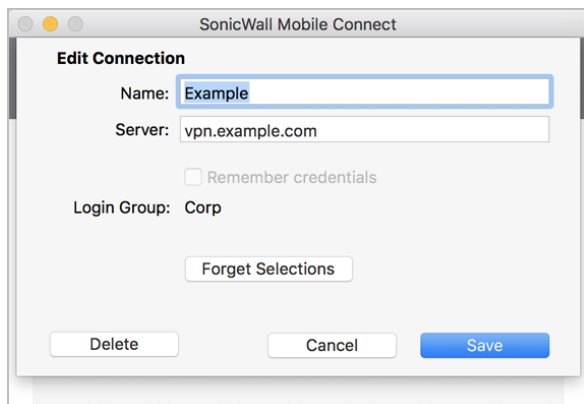 SonicWall Mobile Connect
Edit Connection
Name: Example
Server: vpn.example.com
Remember credentials
Login Group: Corp
Forget Selections
Delete Cancel Save